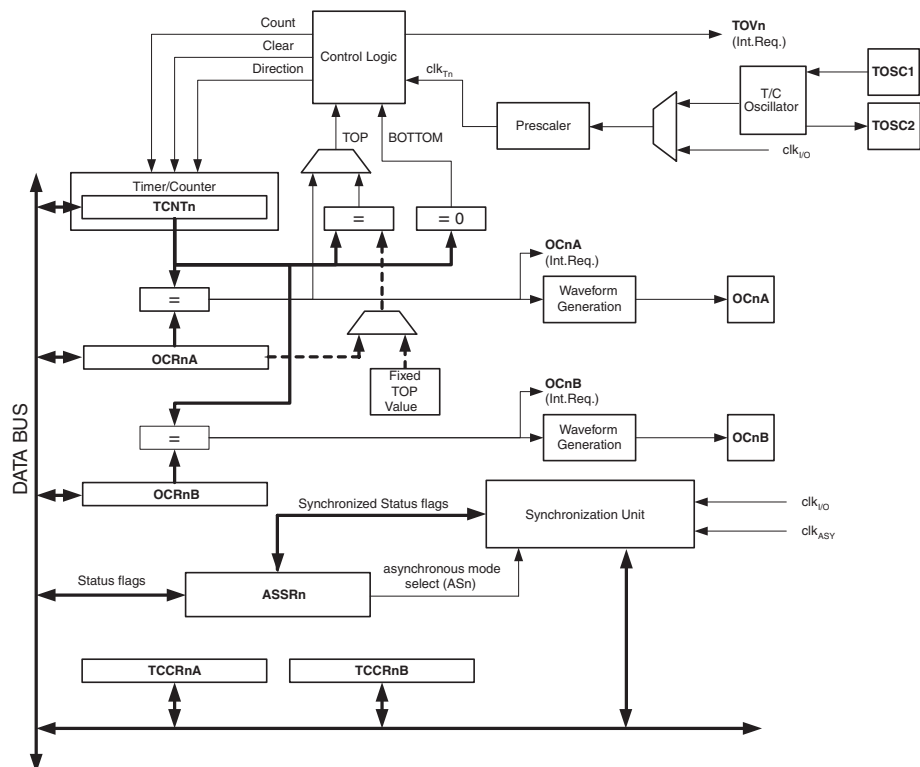 Count
Clear
Direction
Control Logic
TOVn
(Int.Req.)
clkTn
TOSC1
T/C
Oscillator
TOSC2
Prescaler
clkI/O
TOP
BOTTOM
Timer/Counter
TCNTn
=
= 0
OCnA
(Int.Req.)
=
Waveform
Generation
OCnA
OCRnA
Fixed
TOP
Value
OCnB
(Int.Req.)
=
Waveform
Generation
OCnB
OCRnB
DATA BUS
Synchronized Status flags
Synchronization Unit
clkI/O
clkASY
Status flags
ASSRn
asynchronous mode
select (ASn)
TCCRnA
TCCRnB